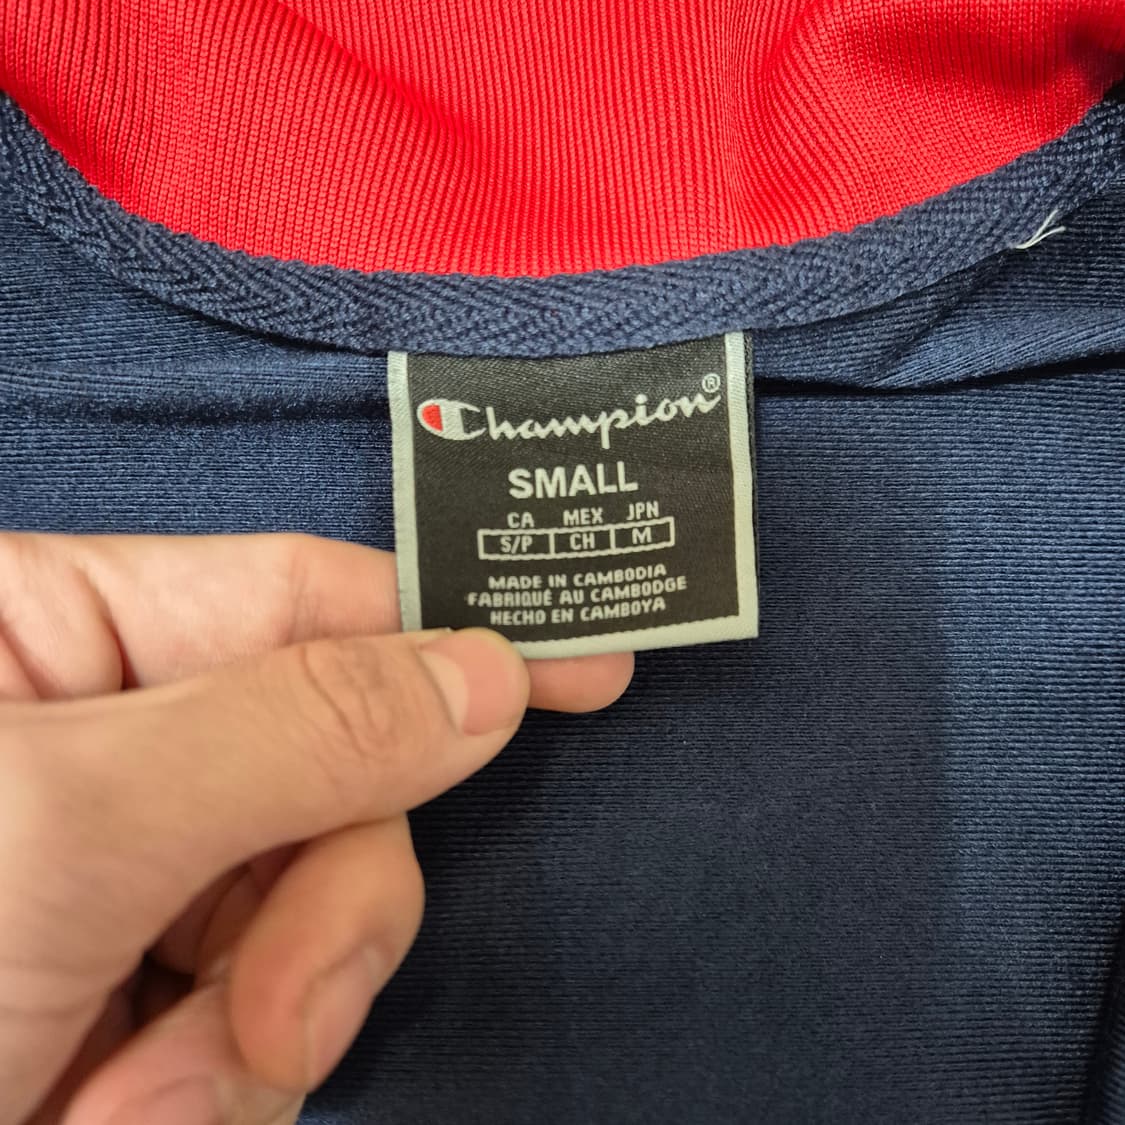 Champion®
SMALL
CA MEX JPN
S/P CH M
MADE IN CAMBODIA
FABRIQUÉ AU CAMBODGE
HECHO EN CAMBOYA